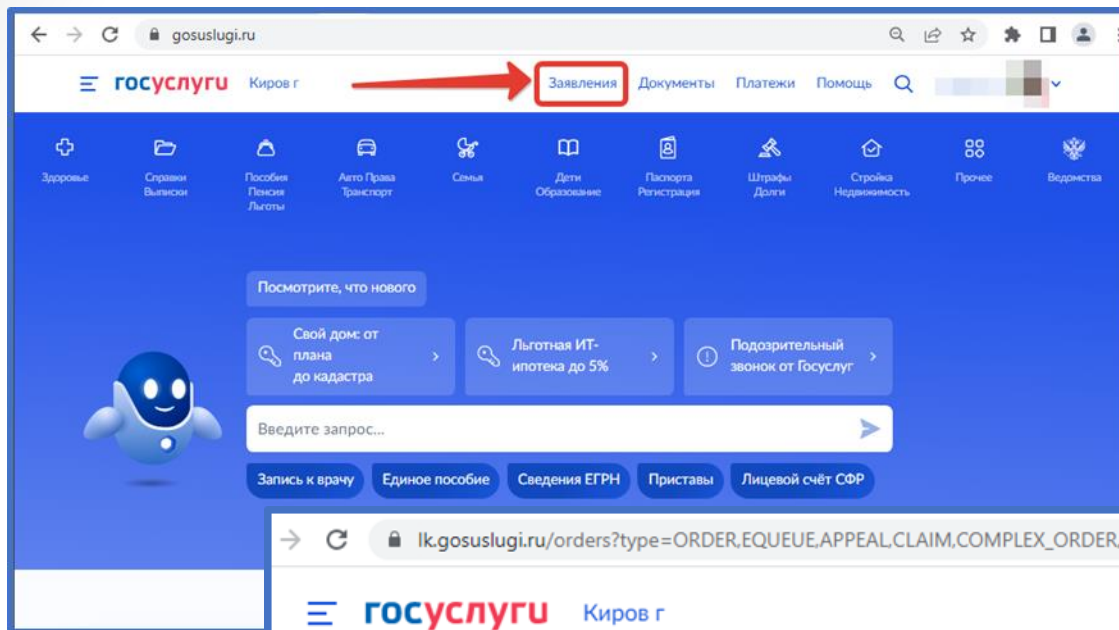 gosuslugi.ru
госуслуги Киров г Заявления Документы Платежи Помощь
Здоровье
Справки
Выписки
Пособия
Пенсия
Льготы
Авто Права
Транспорт
Семья
Дети
Образование
Паспорта
Регистрация
Штрафы
Долги
Стройка
Недвижимость
Прочее
Ведомства
Посмотрите, что нового
Свой дом: от
плана
до кадастра
Льготная ИТ-
ипотека до 5%
Подозрительный
звонок от Госуслуг
Введите запрос...
Запись к врачу Единое пособие Сведения ЕГРН Приставы Лицевой счёт СФР
lk.gosuslugi.ru/orders?type=ORDER,EQUEUE,APPEAL,CLAIM,COMPLEX_ORDER,
госуслуги Киров г